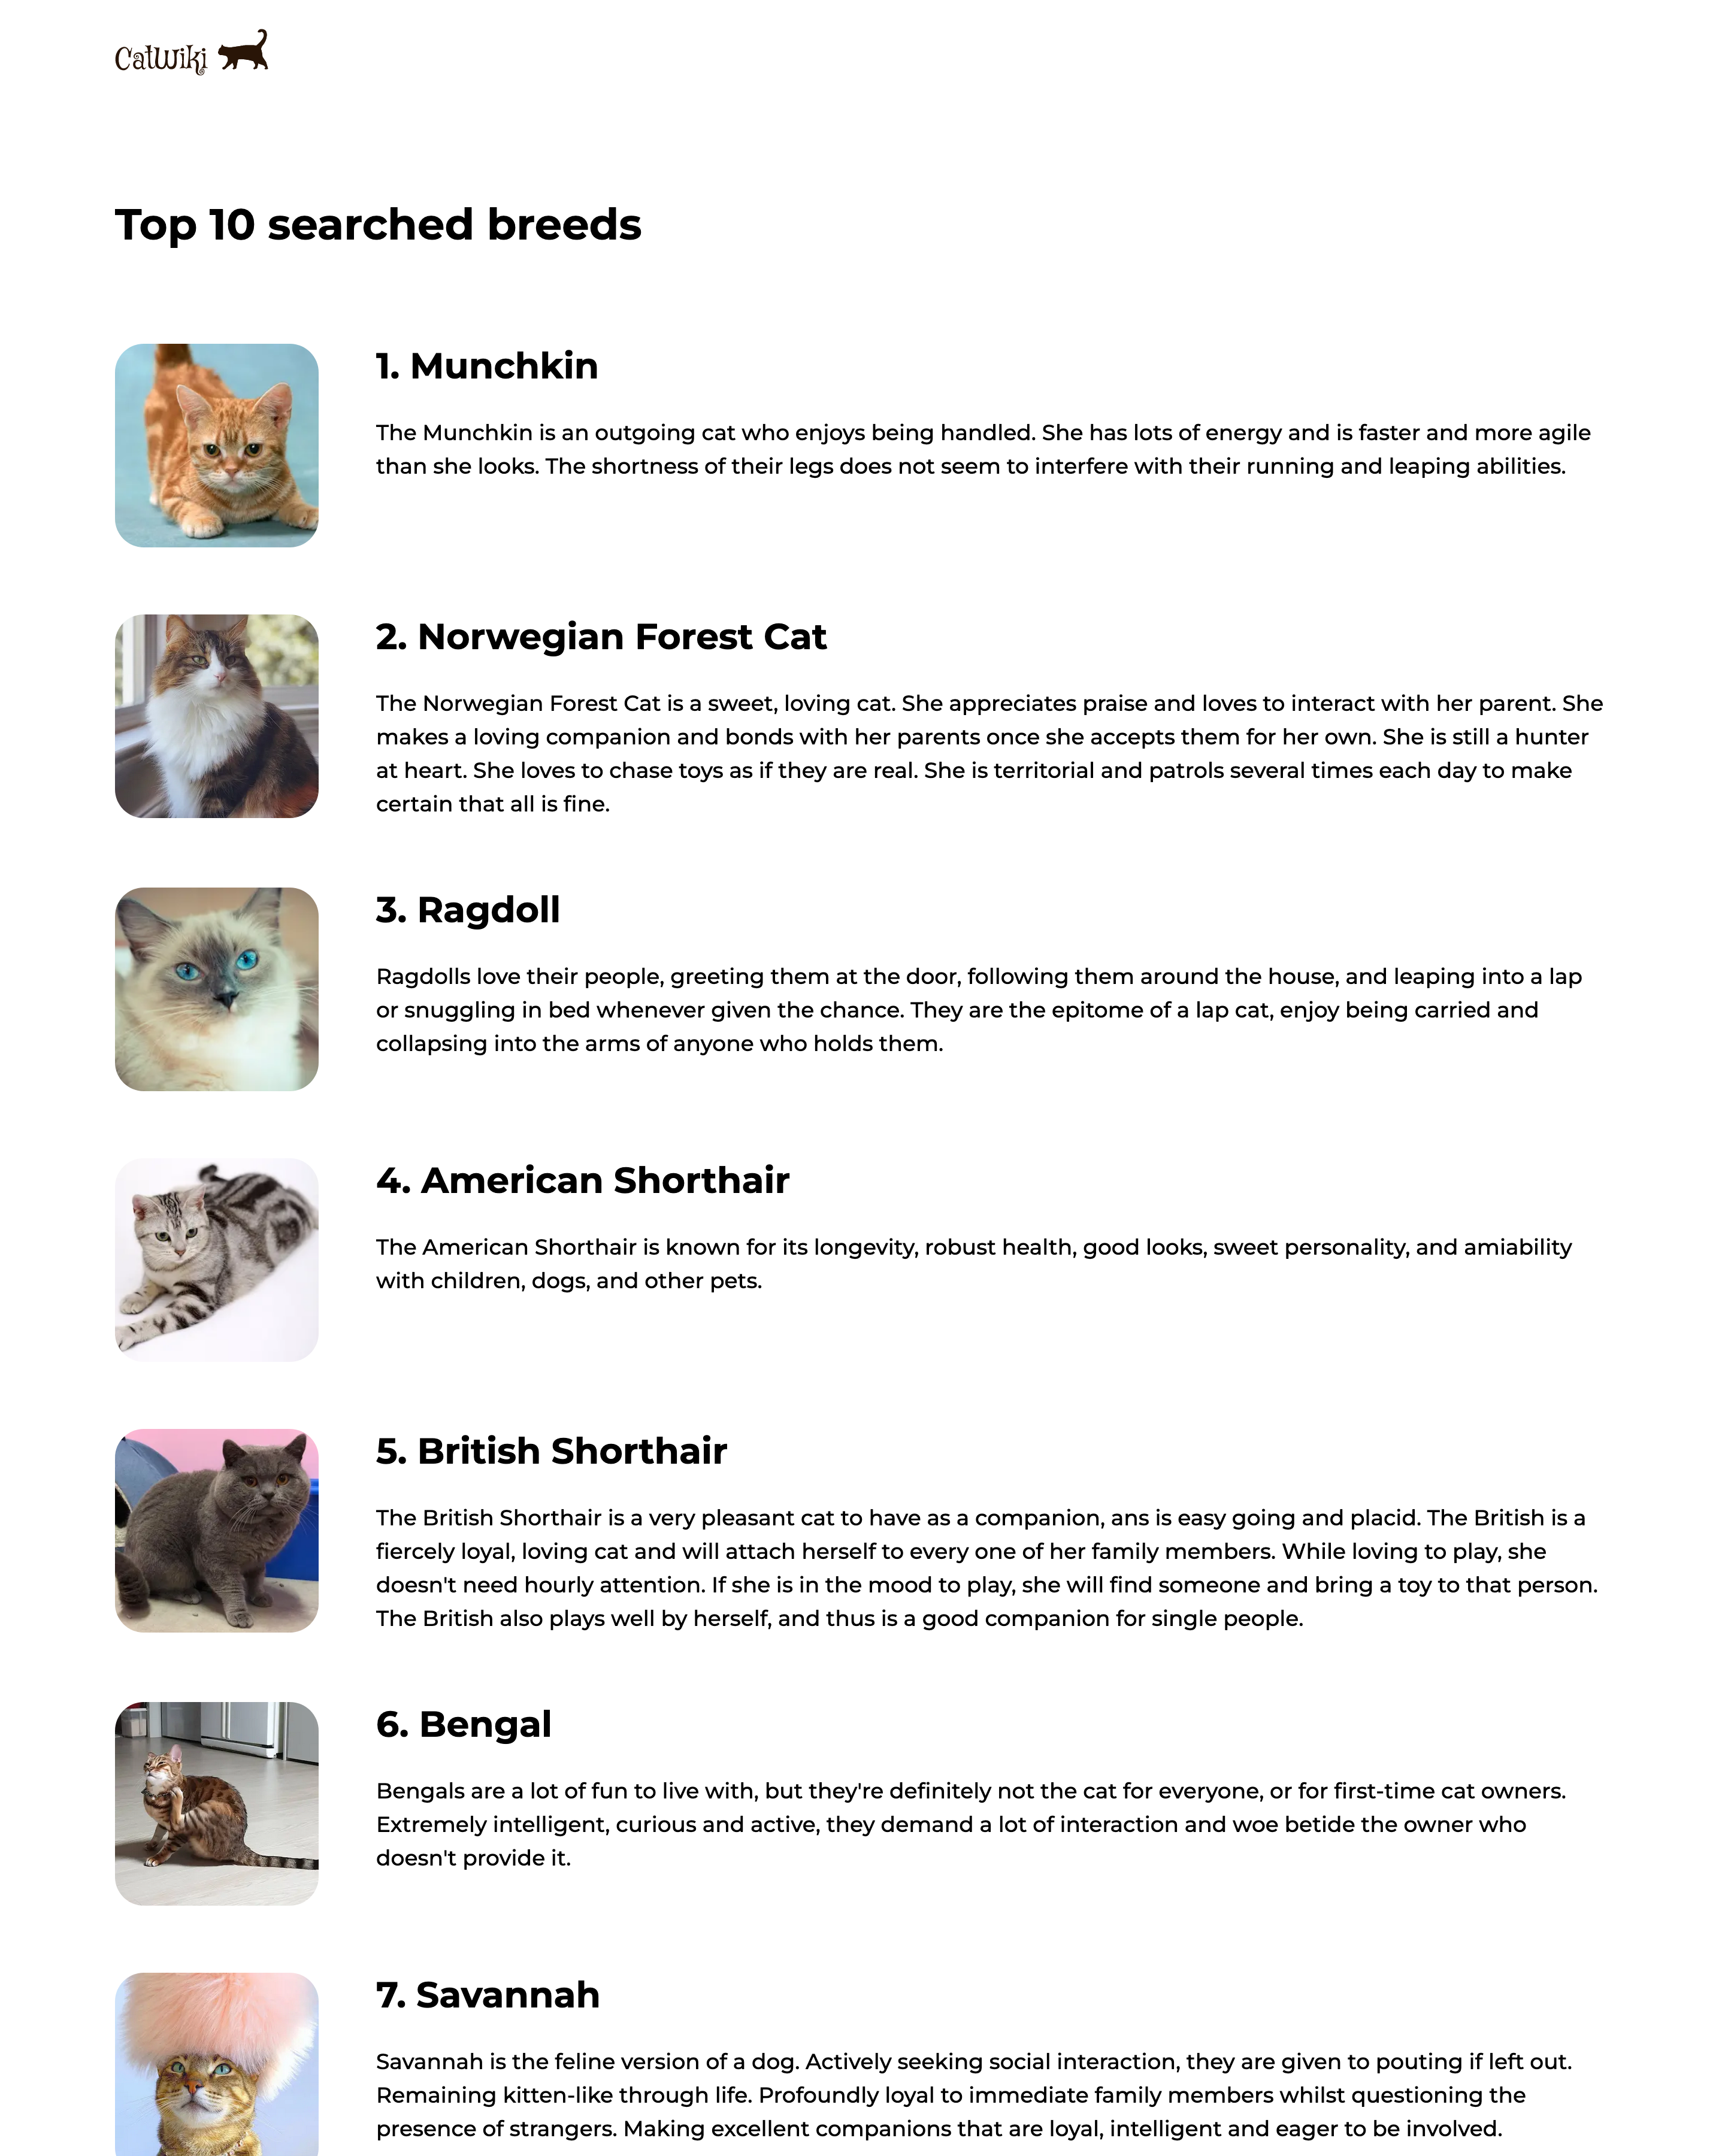 CatWiki
Top 10 searched breeds
1. Munchkin
The Munchkin is an outgoing cat who enjoys being handled. She has lots of energy and is faster and more agile
than she looks. The shortness of their legs does not seem to interfere with their running and leaping abilities.
2. Norwegian Forest Cat
The Norwegian Forest Cat is a sweet, loving cat. She appreciates praise and loves to interact with her parent. She
makes a loving companion and bonds with her parents once she accepts them for her own. She is still a hunter
at heart. She loves to chase toys as if they are real. She is territorial and patrols several times each day to make
certain that all is fine.
3. Ragdoll
Ragdolls love their people, greeting them at the door, following them around the house, and leaping into a lap
or snuggling in bed whenever given the chance. They are the epitome of a lap cat, enjoy being carried and
collapsing into the arms of anyone who holds them.
4. American Shorthair
The American Shorthair is known for its longevity, robust health, good looks, sweet personality, and amiability
with children, dogs, and other pets.
5. British Shorthair
The British Shorthair is a very pleasant cat to have as a companion, ans is easy going and placid. The British is a
fiercely loyal, loving cat and will attach herself to every one of her family members. While loving to play, she
doesn't need hourly attention. If she is in the mood to play, she will find someone and bring a toy to that person.
The British also plays well by herself, and thus is a good companion for single people.
6. Bengal
Bengals are a lot of fun to live with, but they're definitely not the cat for everyone, or for first-time cat owners.
Extremely intelligent, curious and active, they demand a lot of interaction and woe betide the owner who
doesn't provide it.
7. Savannah
Savannah is the feline version of a dog. Actively seeking social interaction, they are given to pouting if left out.
Remaining kitten-like through life. Profoundly loyal to immediate family members whilst questioning the
presence of strangers. Making excellent companions that are loyal, intelligent and eager to be involved.